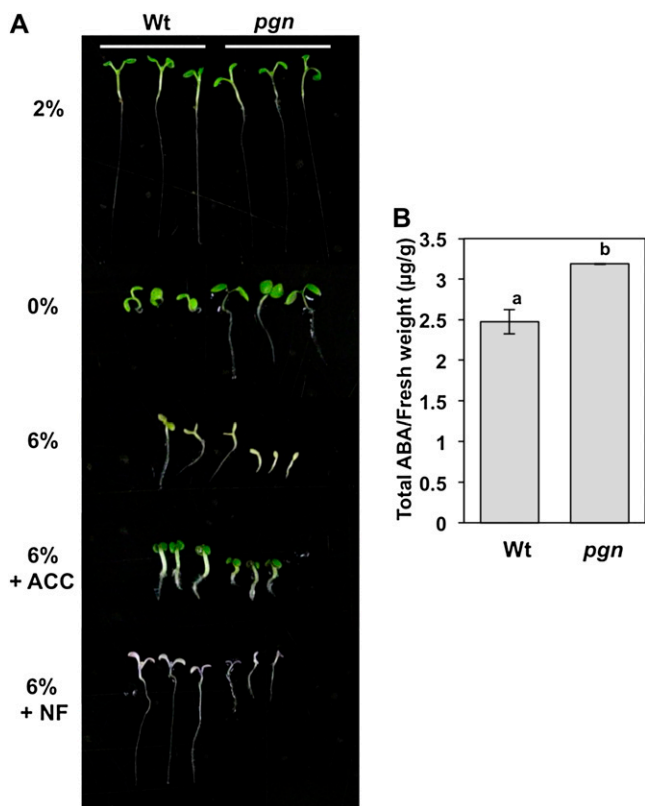 A
Wt
pgn
2%
0%
6%
6%
+ ACC
6%
+ NF
B
Total ABA/Fresh weight (µg/g)
3.5
3
2.5
2
1.5
1
0.5
0
a
b
Wt
pgn